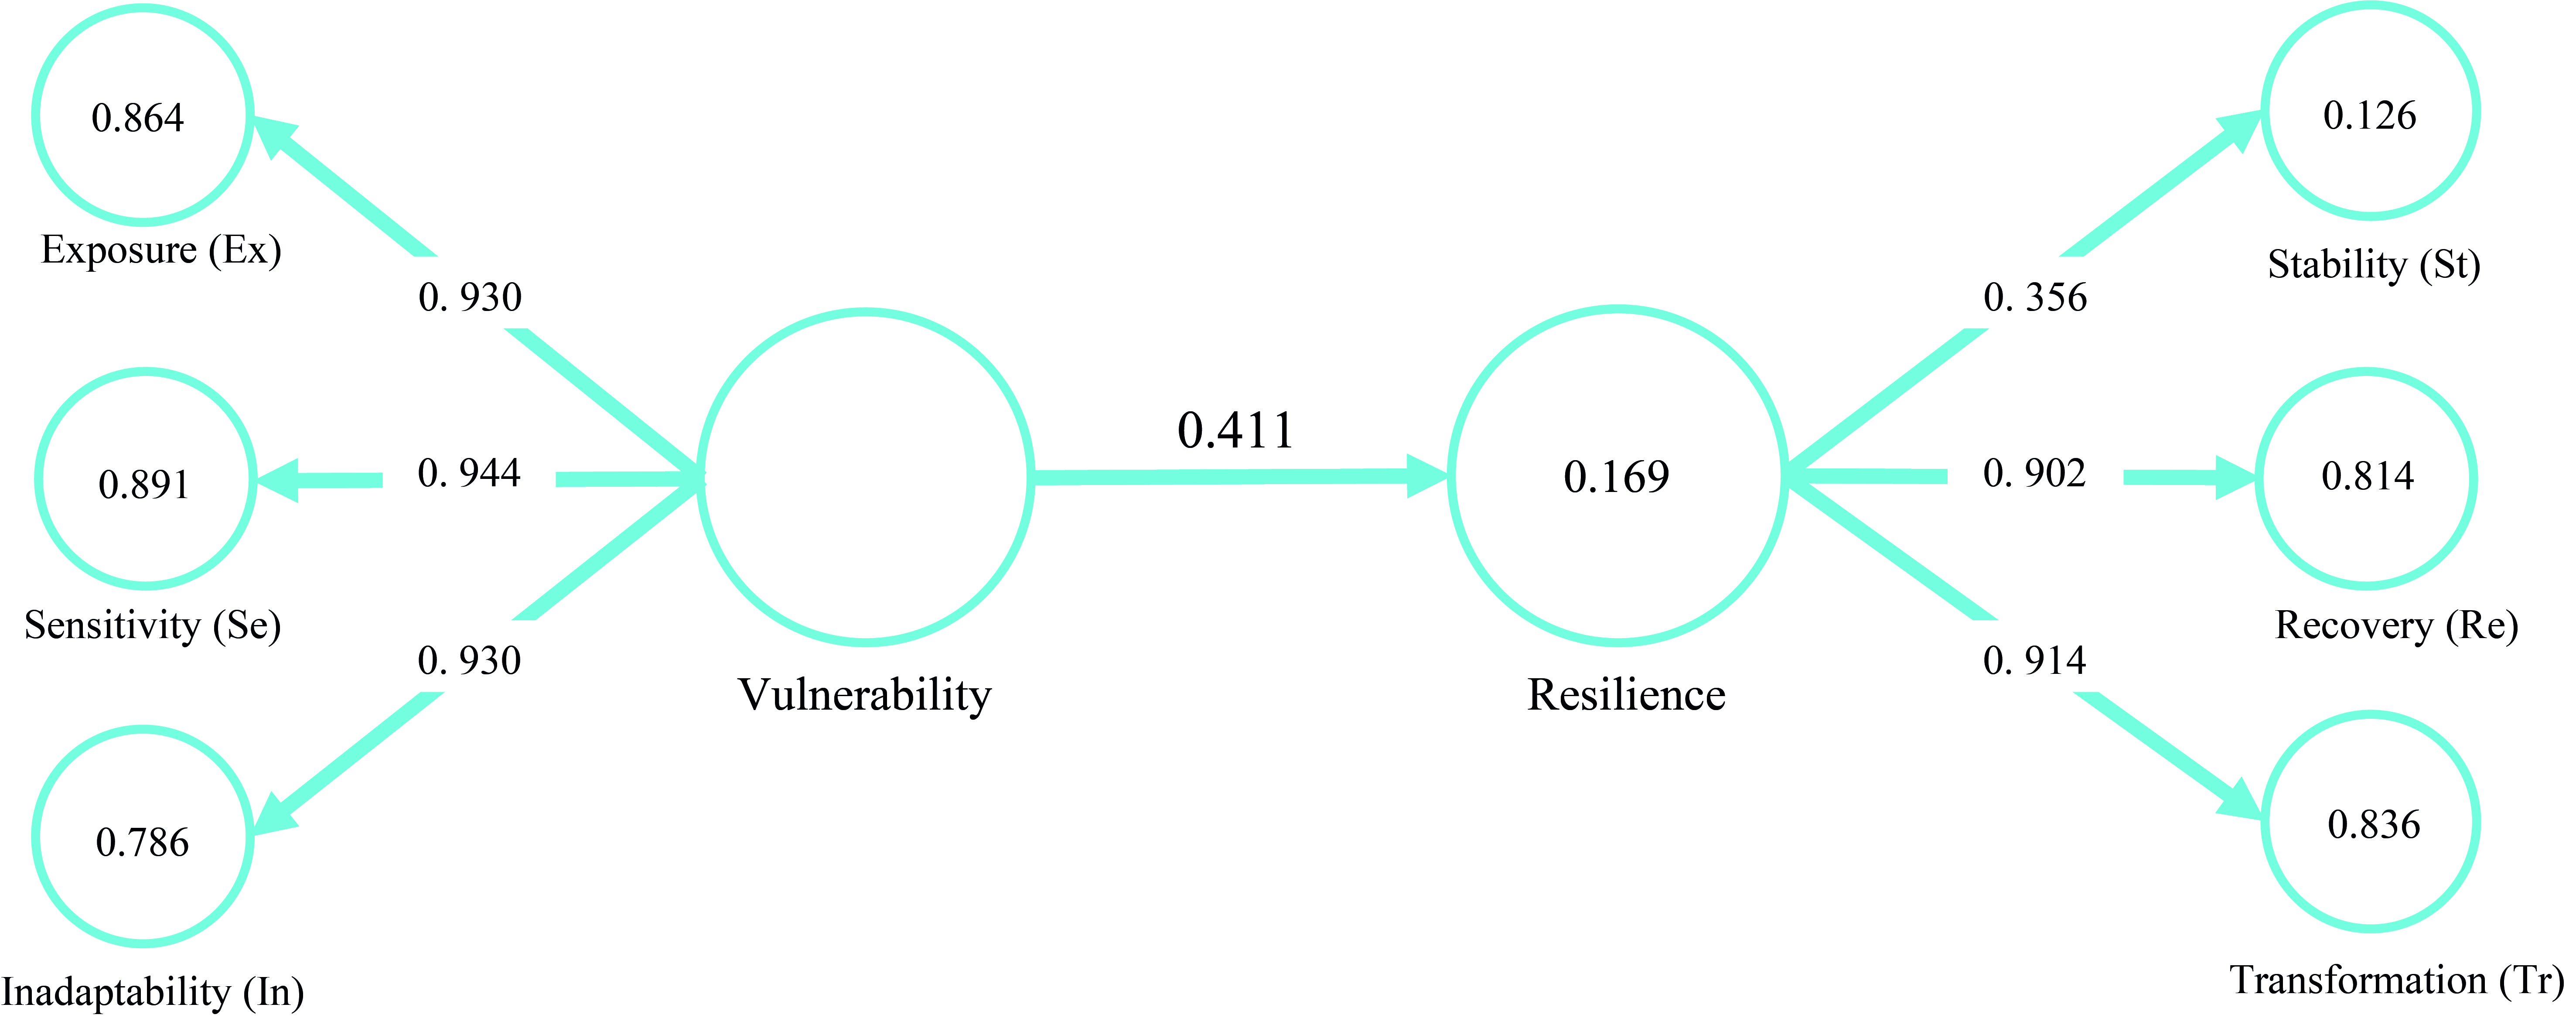 0.864
Exposure (Ex)
0. 930
0.891
Sensitivity (Se)
0. 944
0.786
Inadaptability (In)
0. 930
Vulnerability
0.411
0.169
Resilience
0. 356
0.126
Stability (St)
0. 902
0.814
Recovery (Re)
0. 914
0.836
Transformation (Tr)